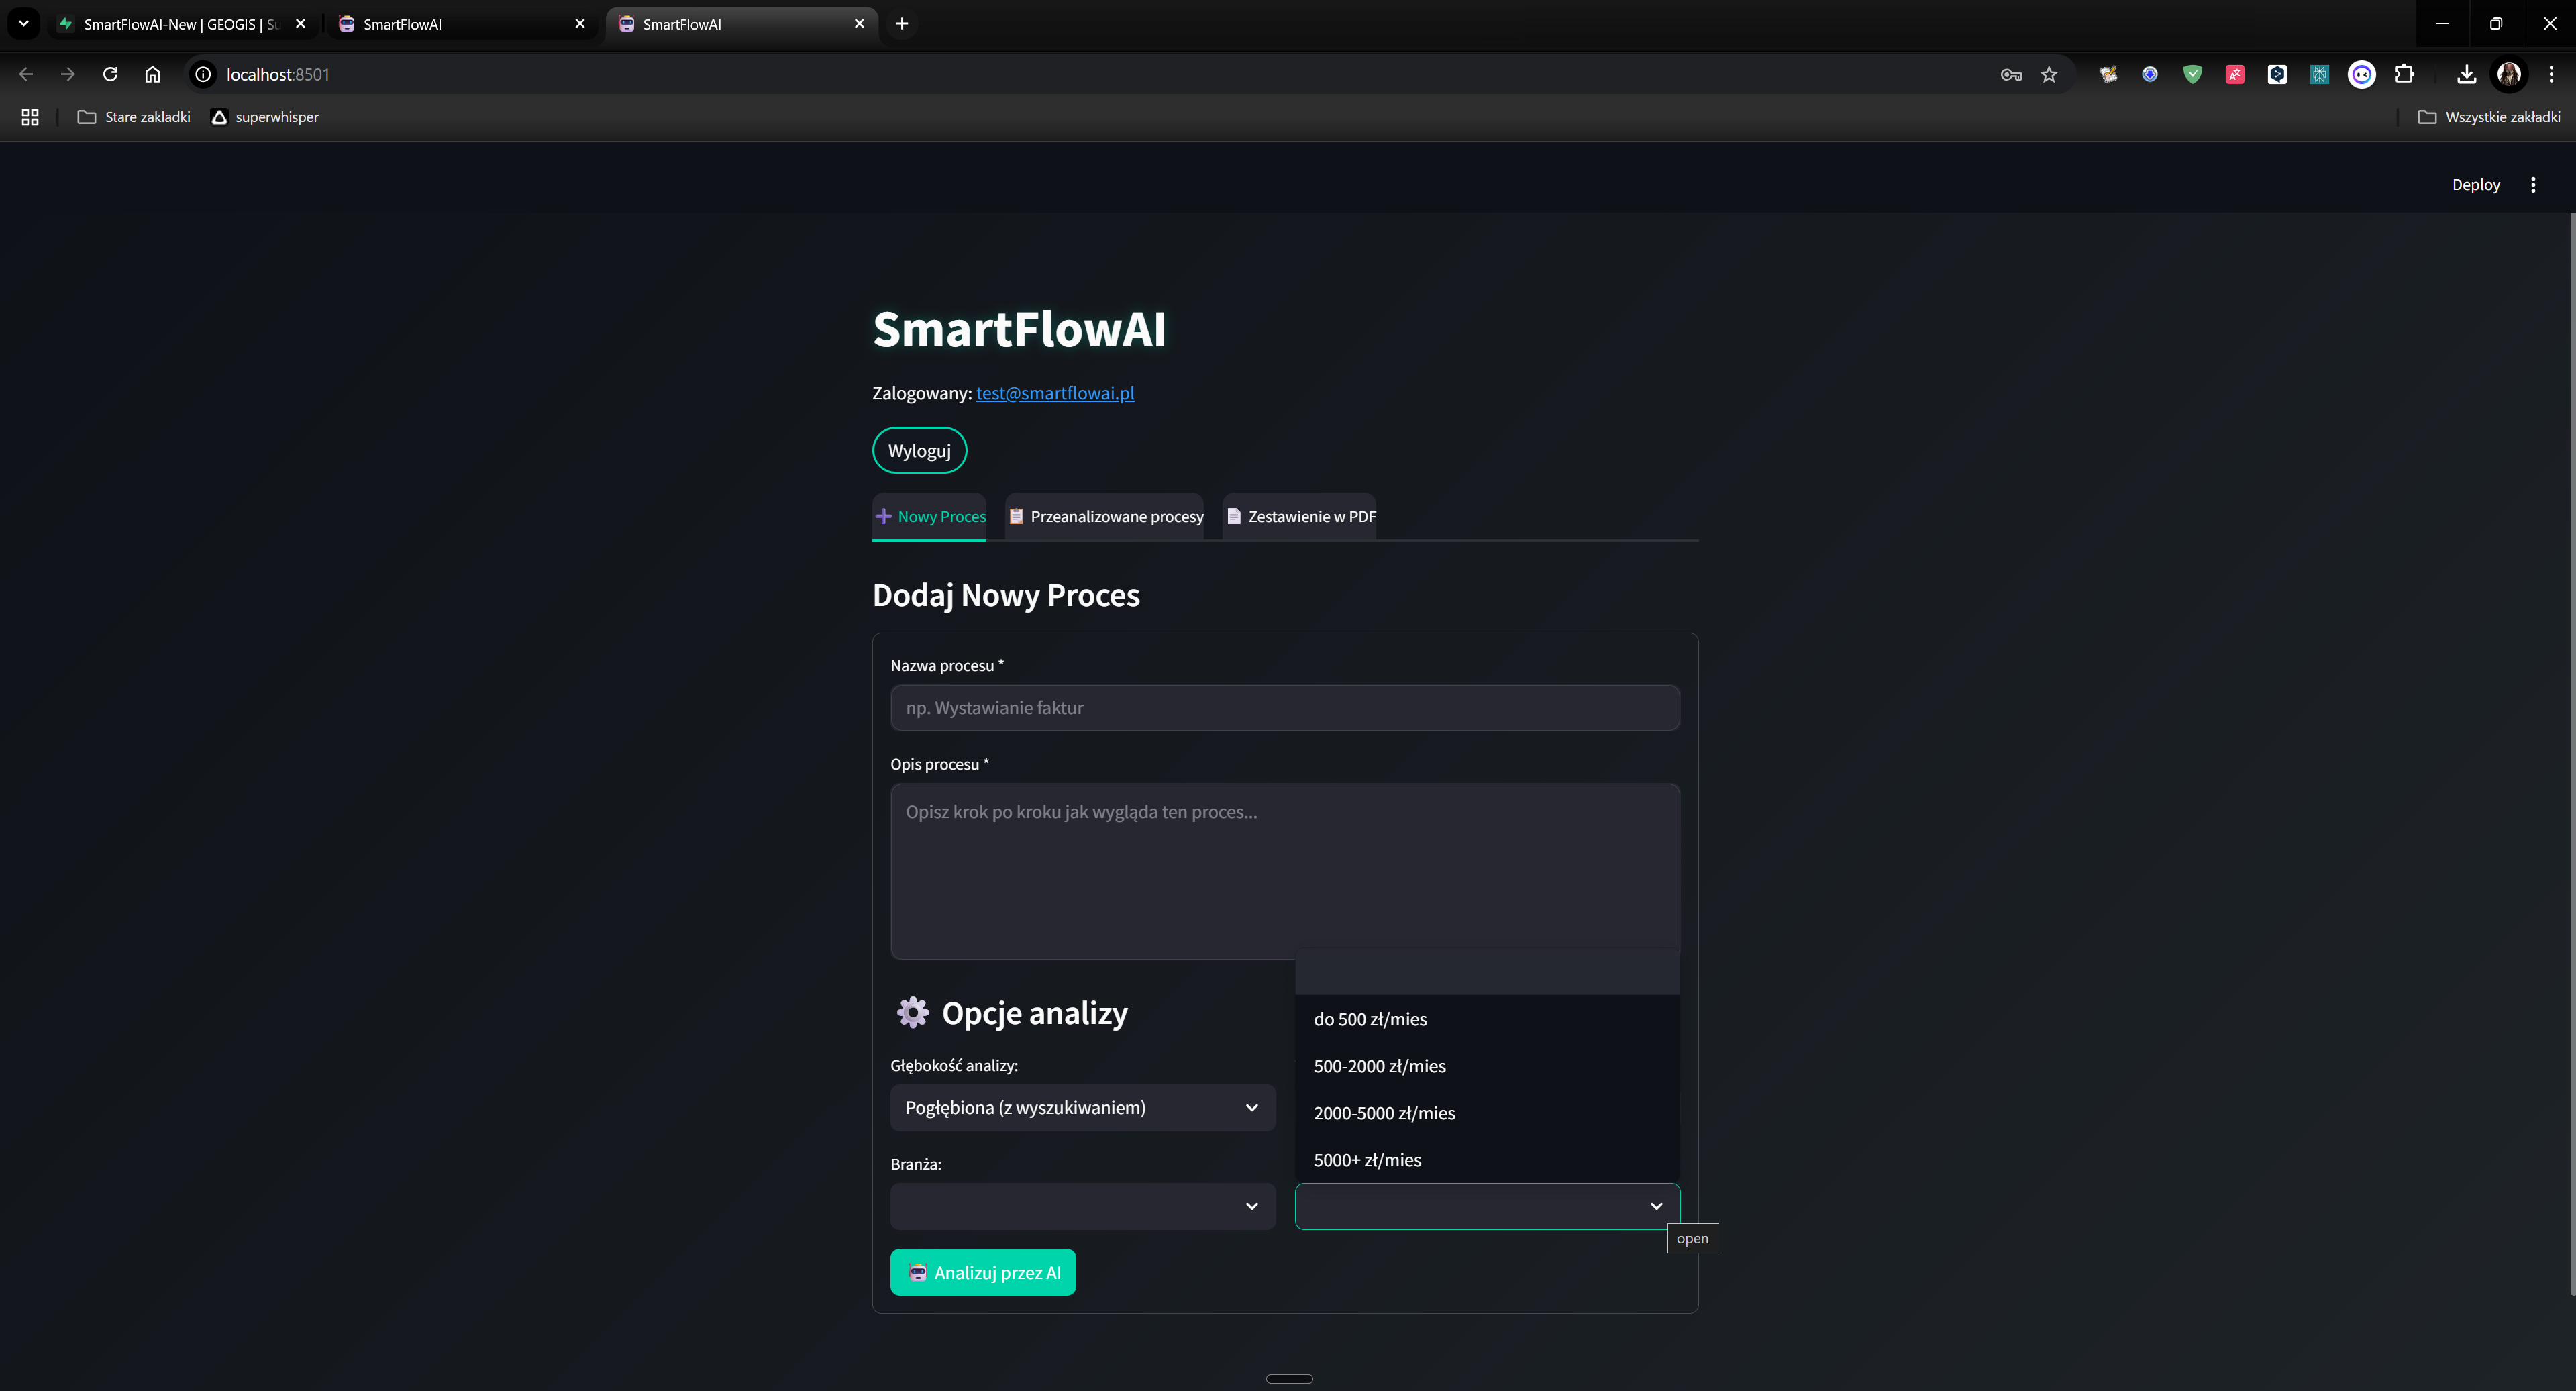 SmartFlowAI-New | GEOGIS | Su
SmartFlowAI
SmartFlowAI
localhost:8501
Stare zakladki
superwhisper
Wszystkie zakładki
Deploy
SmartFlowAI
Zalogowany: test@smartflowai.pl
Wyloguj
Nowy Proces
Przeanalizowane procesy
Zestawienie w PDF
Dodaj Nowy Proces
Nazwa procesu *
np. Wystawianie faktur
Opis procesu *
Opisz krok po kroku jak wygląda ten proces...
Opcje analizy
do 500 zł/mies
500-2000 zł/mies
2000-5000 zł/mies
5000+ zł/mies
Głębokość analizy:
Pogłębiona (z wyszukiwaniem)
Branża:
open
Analizuj przez AI